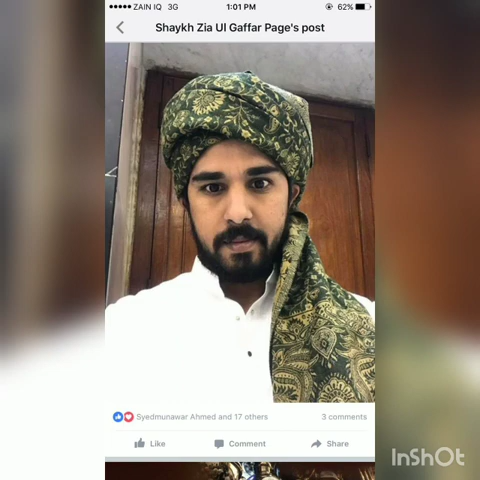 ZAIN IQ 3G 1:01 PM 62%
Shaykh Zia Ul Gaffar Page's post
Syedmunawar Ahmed and 17 others 3 comments
Like Comment Share
InShOt